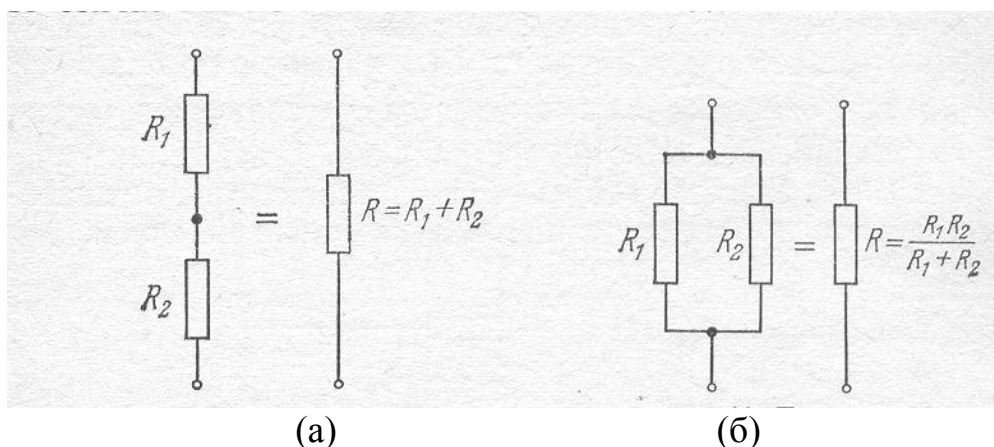 R₁
R₂
=
R = R₁ + R₂
R₁
R₂
=
R = R₁R₂ / R₁ + R₂
(а)
(б)